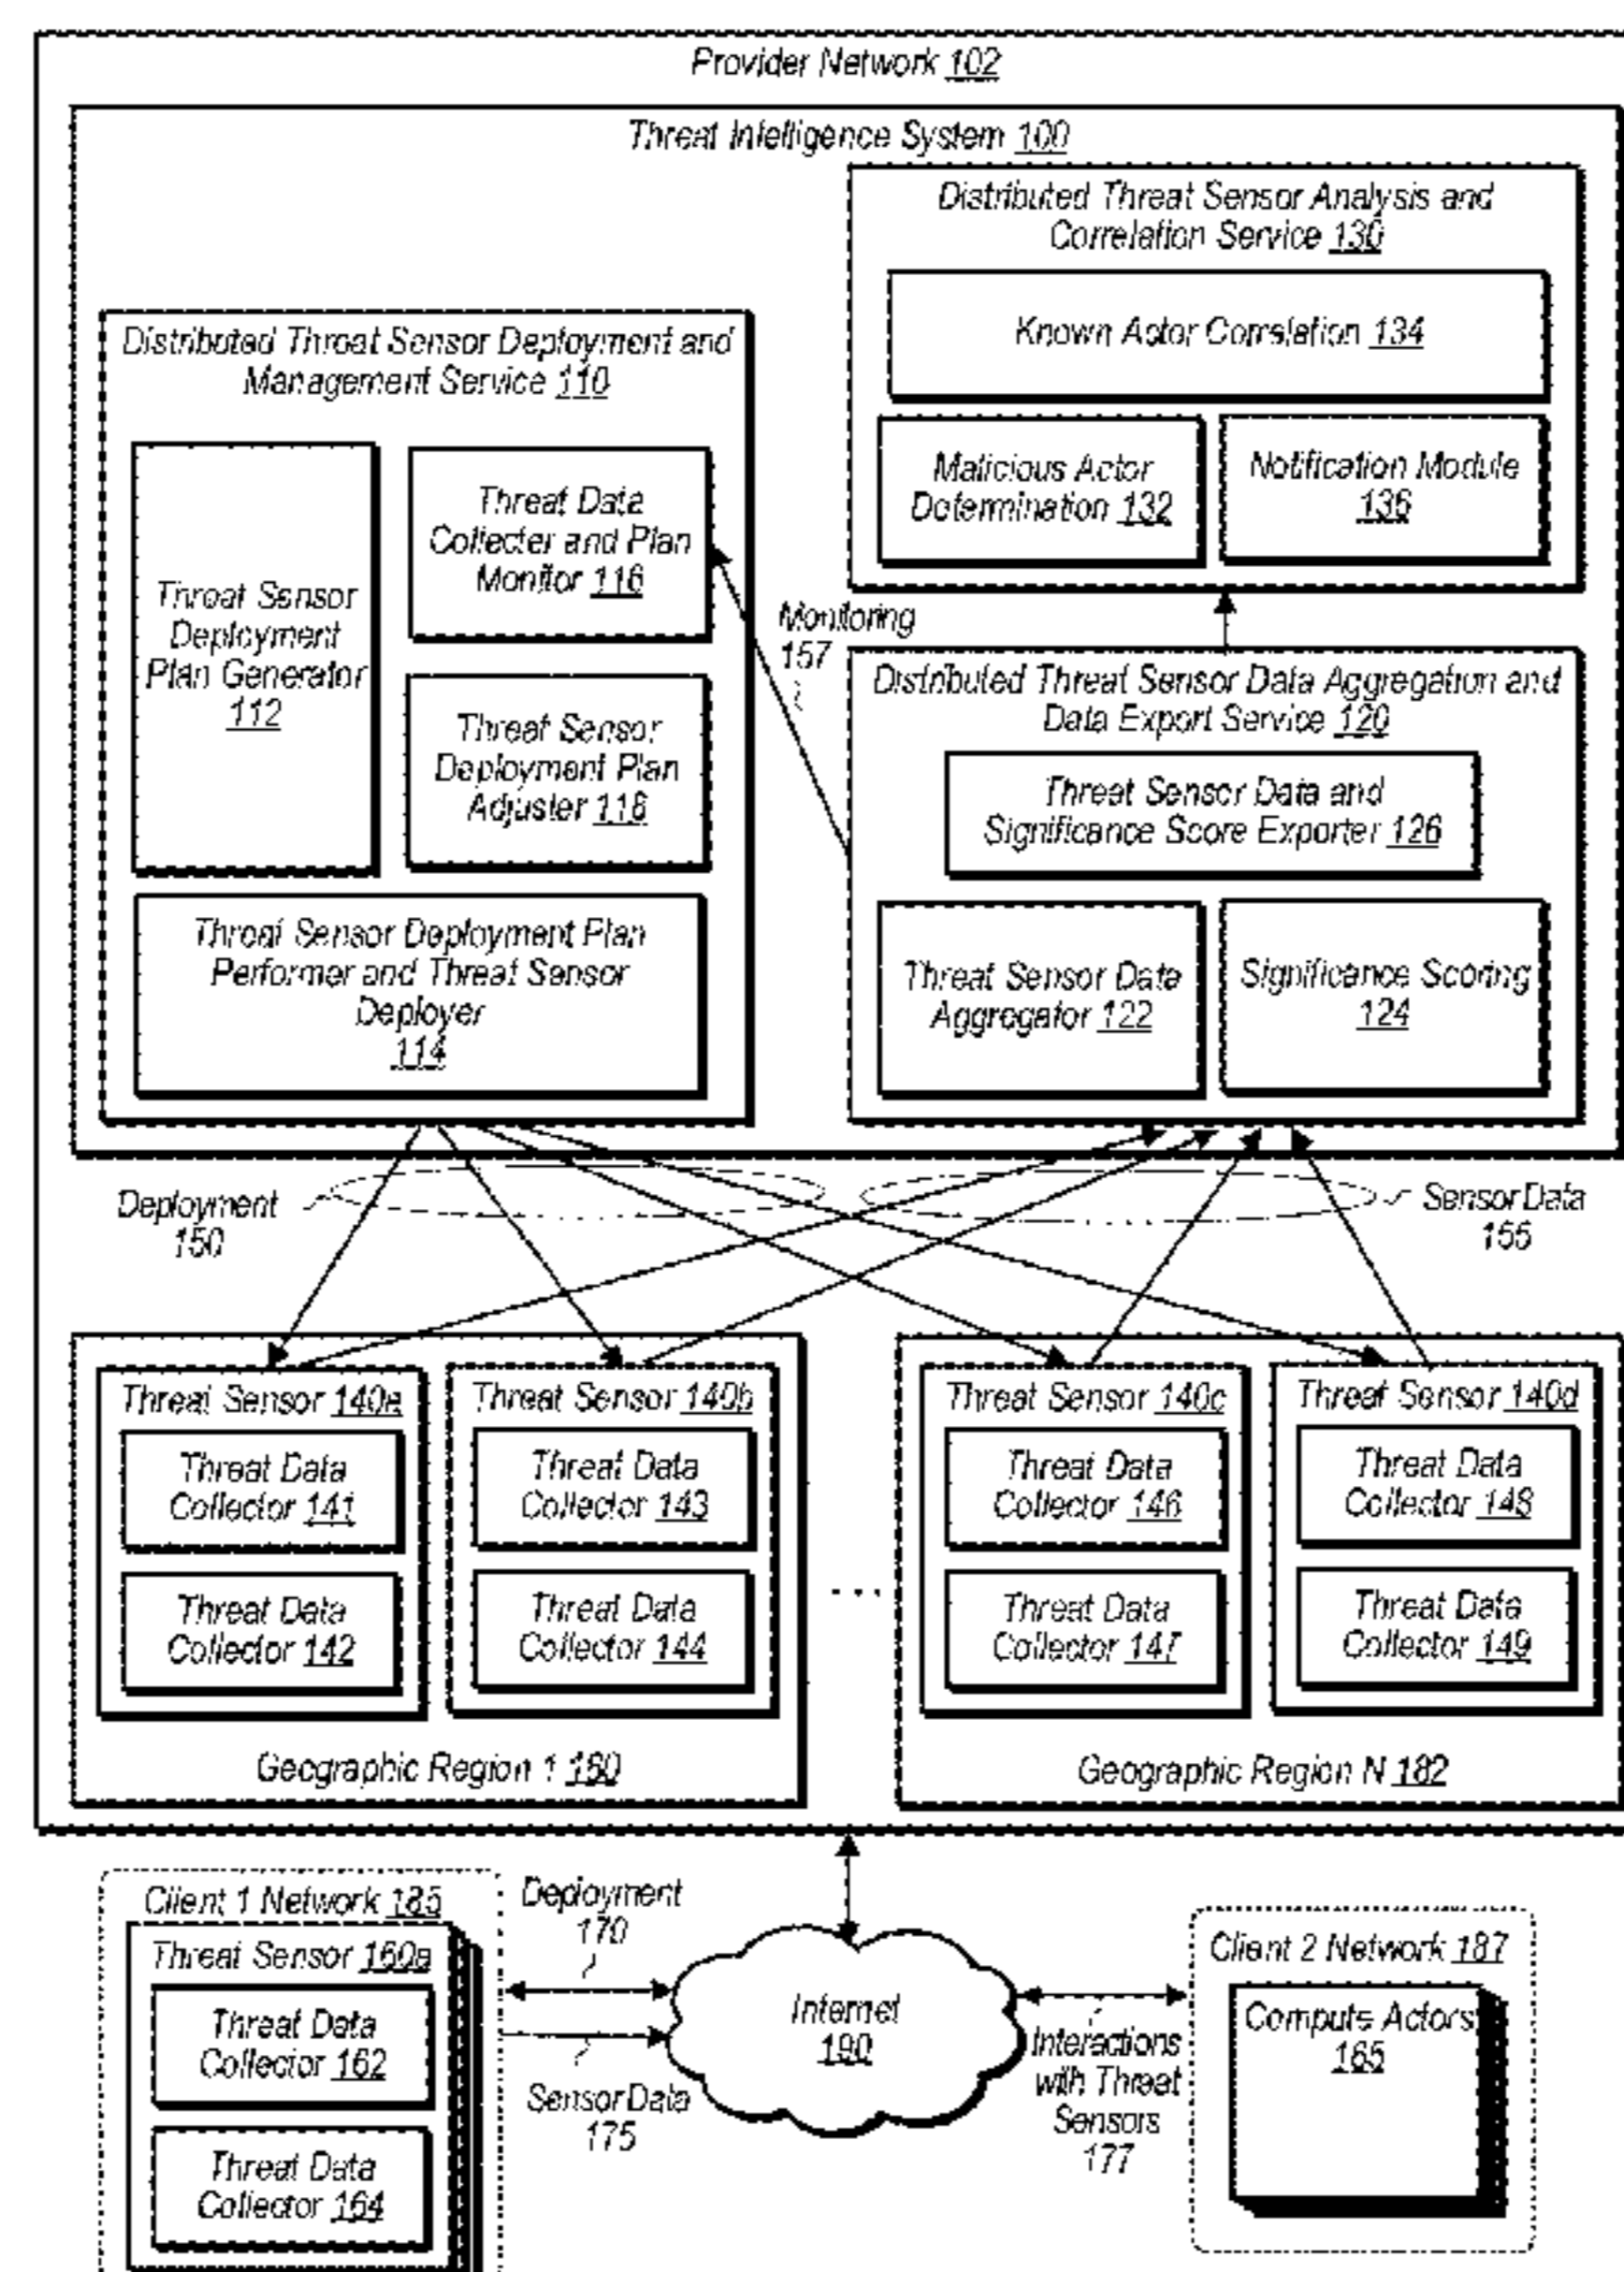 Provider Network 102
Threat Intelligence System 100
Distributed Threat Sensor Analysis and
Correlation Service 130
Known Actor Correlation 134
Malicious Actor
Determination 132
Notification Module
136
Distributed Threat Sensor Deployment and
Management Service 110
Threat Sensor
Deployment
Plan Generator
112
Threat Data
Collecter and Plan
Monitor 116
Threat Sensor
Deployment Plan
Adjuster 118
Threat Sensor Deployment Plan
Performer and Threat Sensor
Deployer
114
Monitoring
157
Distributed Threat Sensor Data Aggregation and
Data Export Service 120
Threat Sensor Data and
Significance Score Exporter 126
Threat Sensor Data
Aggregator 122
Significance Scoring
124
Deployment
150
Sensor Data
155
Threat Sensor 140a
Threat Data
Collector 141
Threat Data
Collector 142
Threat Sensor 140b
Threat Data
Collector 143
Threat Data
Collector 144
Geographic Region 1 180
...
Threat Sensor 140c
Threat Data
Collector 146
Threat Data
Collector 147
Threat Sensor 140d
Threat Data
Collector 148
Threat Data
Collector 149
Geographic Region N 182
Client 1 Network 185
Threat Sensor 160a
Threat Data
Collector 162
Threat Data
Collector 164
Deployment
170
Sensor Data
175
Internet
190
Interactions
with Threat
Sensors
177
Client 2 Network 187
Compute Actors
165